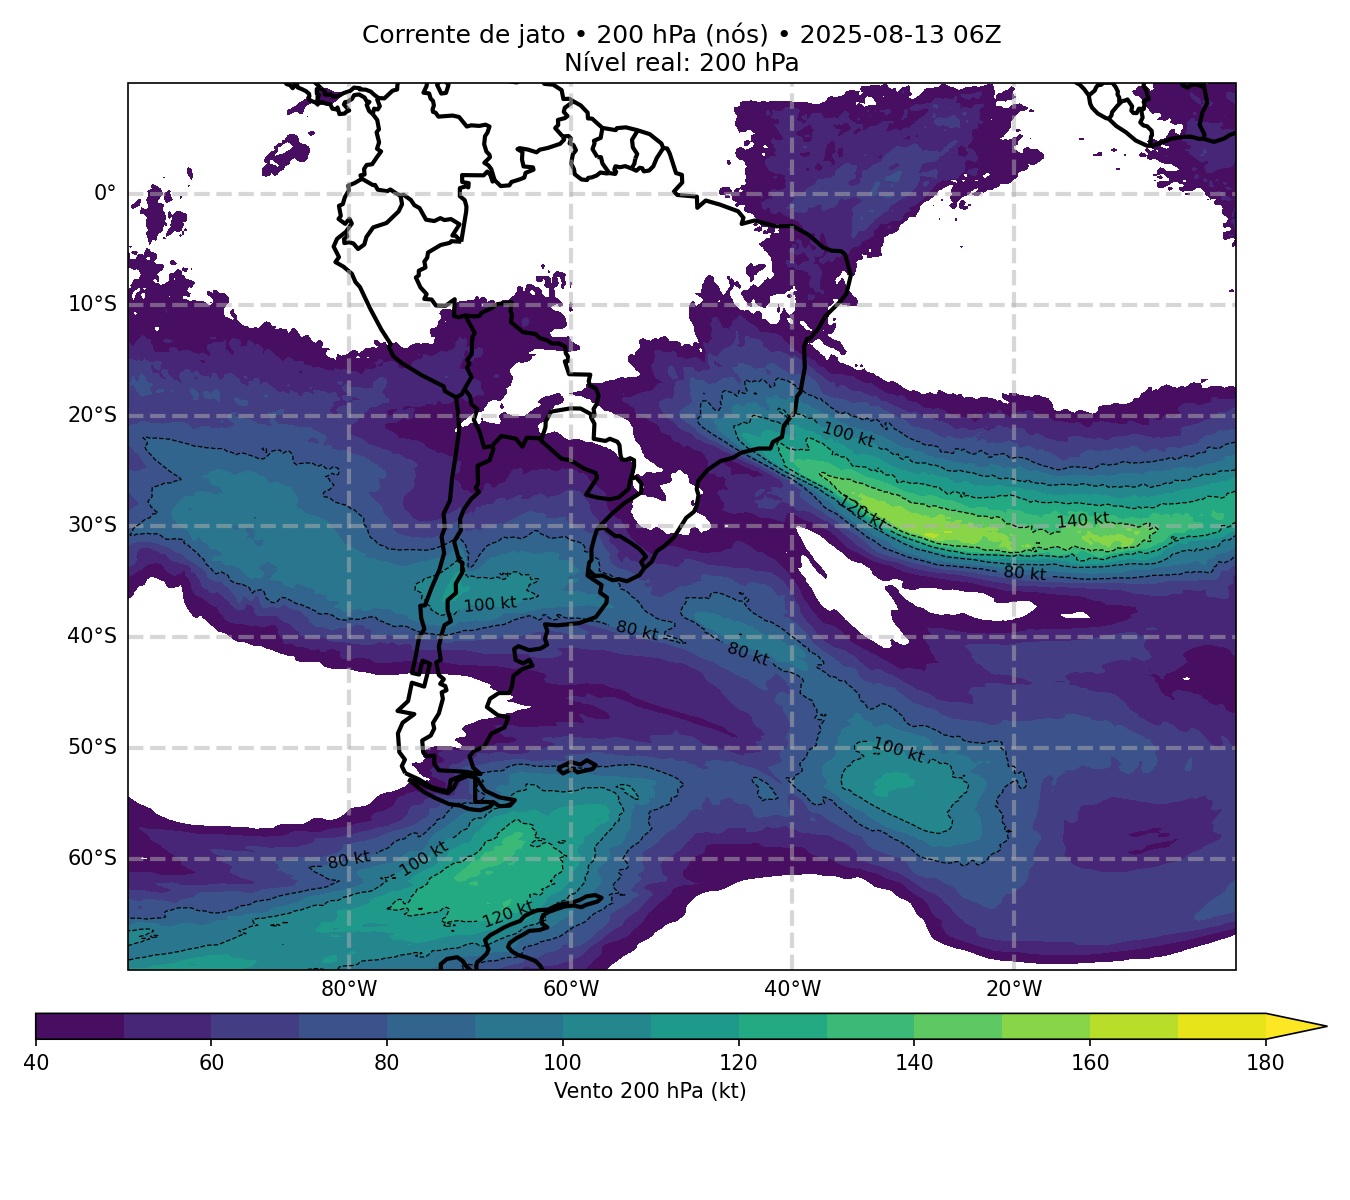 Corrente de jato • 200 hPa (nós) • 2025-08-13 06Z
Nível real: 200 hPa
0°
10°S
20°S
100 kt
120 kt
30°S
140 kt
80 kt
100 kt
80 kt
40°S
80 kt
50°S
100 kt
60°S
80 kt
100 kt
120 kt
80°W 60°W 40°W 20°W
40 60 80 100 120 140 160 180
Vento 200 hPa (kt)